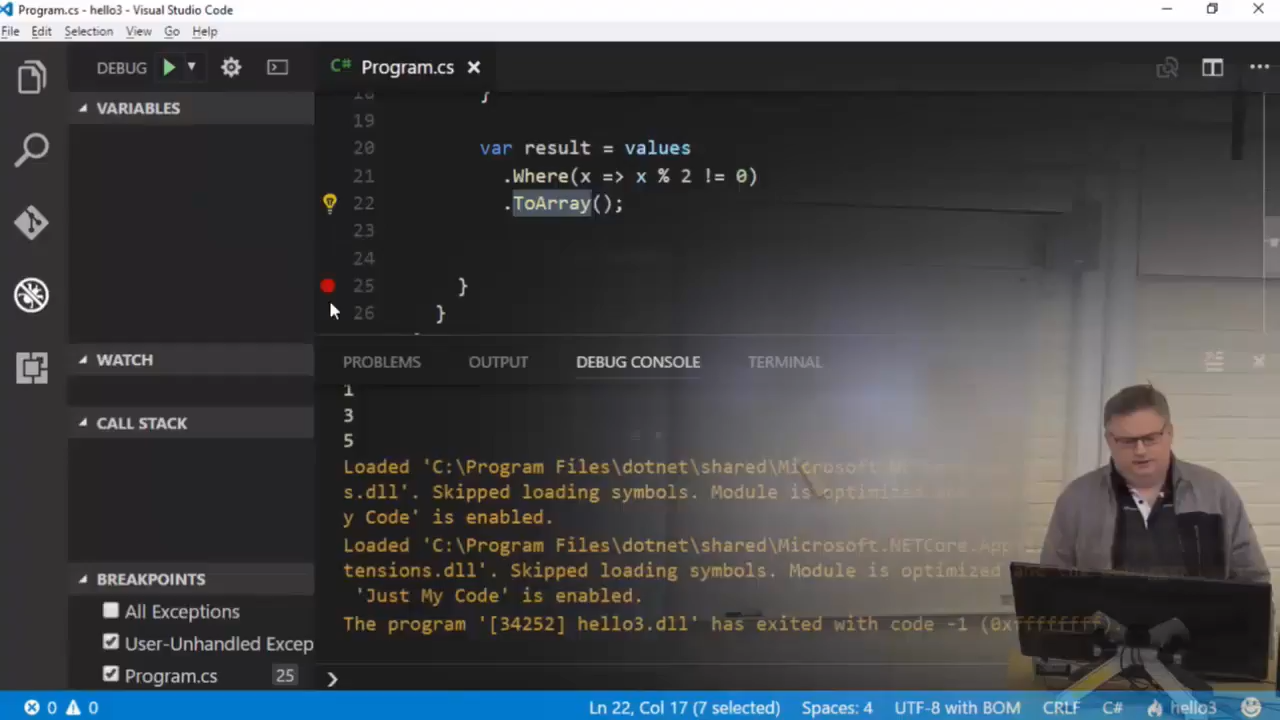 Program.cs - hello3 - Visual Studio Code
File Edit Selection View Go Help
DEBUG
C# Program.cs
VARIABLES
18 }
19
20 var result = values
21 .Where(x => x % 2 != 0)
22 .ToArray();
23
24
25 }
26 }
WATCH
CALL STACK
BREAKPOINTS
All Exceptions
User-Unhandled Excep
Program.cs 25
PROBLEMS OUTPUT DEBUG CONSOLE TERMINAL
1
3
5
Loaded 'C:\Program Files\dotnet\shared\Microsoft.
s.dll'. Skipped loading symbols. Module is optimized
y Code' is enabled.
Loaded 'C:\Program Files\dotnet\shared\Microsoft.NETCore.App
tensions.dll'. Skipped loading symbols. Module is optimized
'Just My Code' is enabled.
The program '[34252] hello3.dll' has exited with code -1 (0xffffffff).
0 0 Ln 22, Col 17 (7 selected) Spaces: 4 UTF-8 with BOM CRLF C# hello3